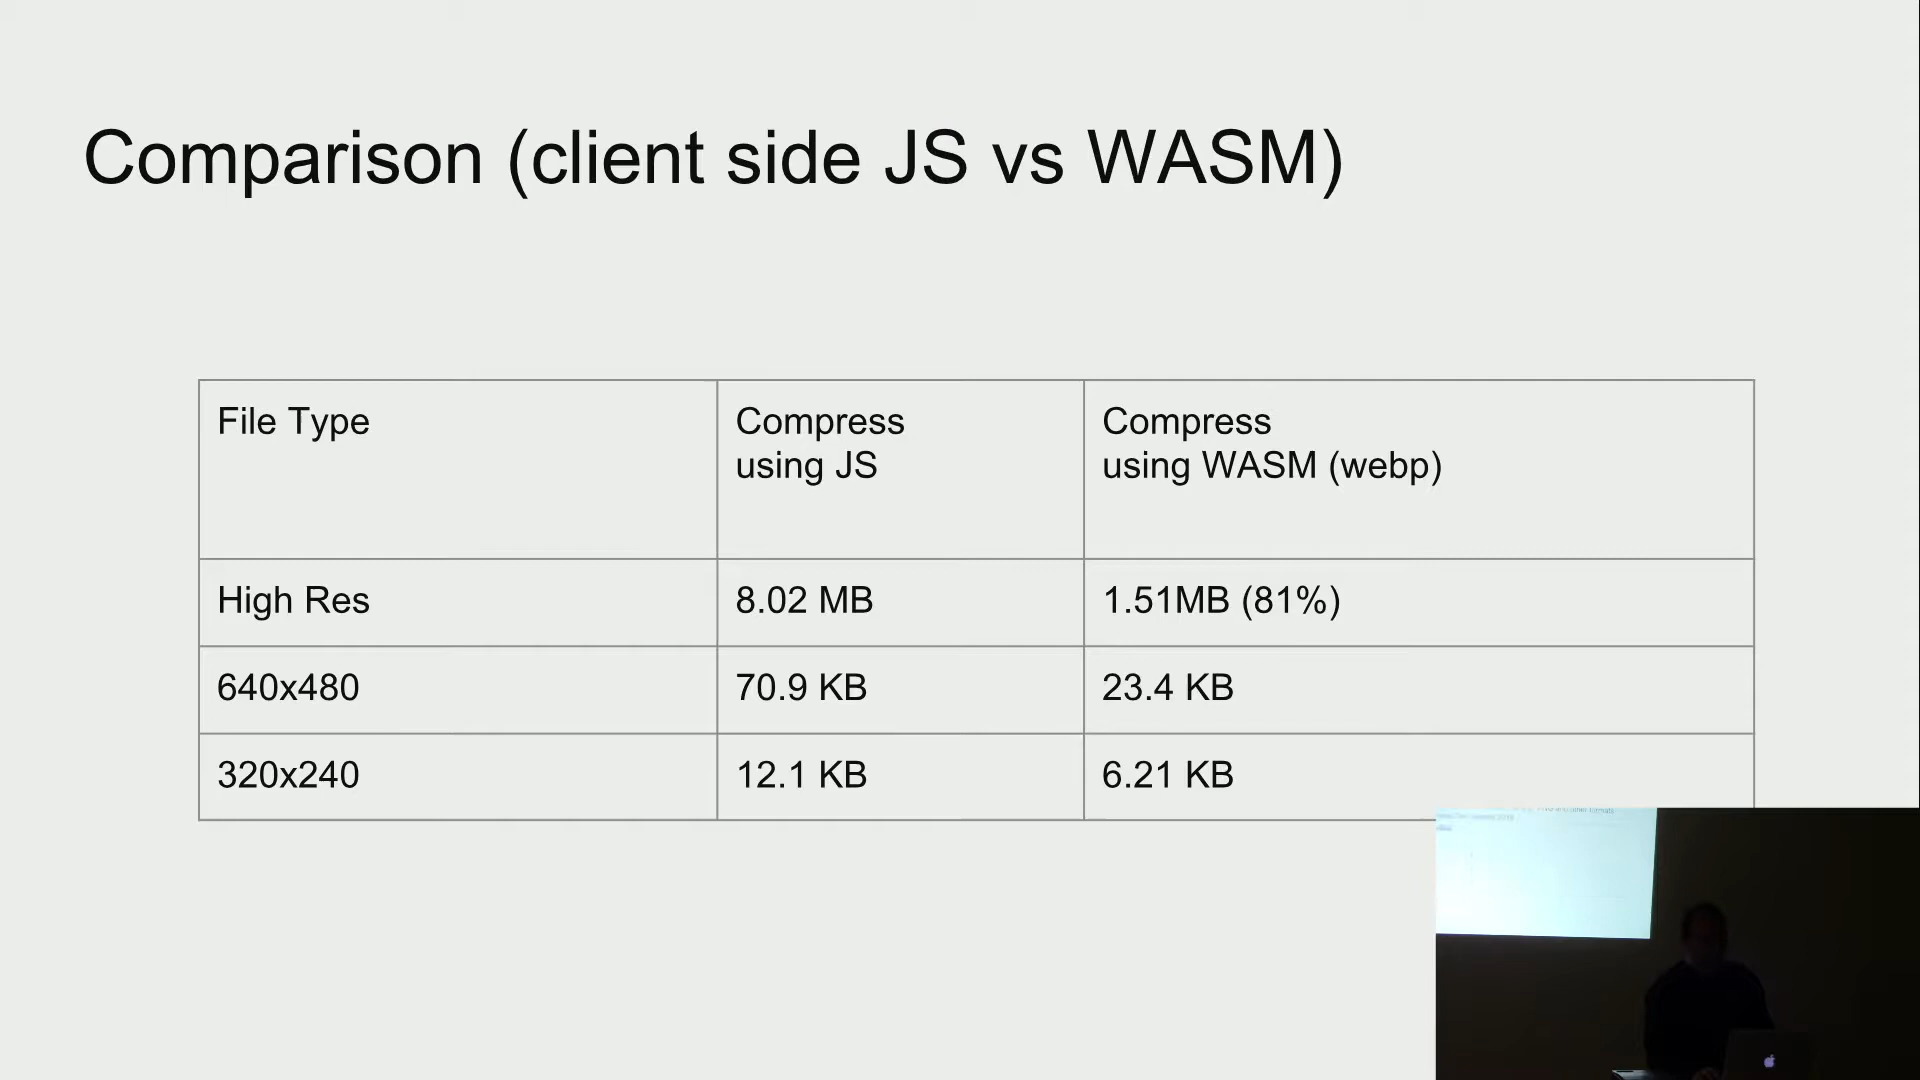 Comparison (client side JS vs WASM)
File Type
Compress
using JS
Compress
using WASM (webp)
High Res
8.02 MB
1.51MB (81%)
640x480
70.9 KB
23.4 KB
320x240
12.1 KB
6.21 KB